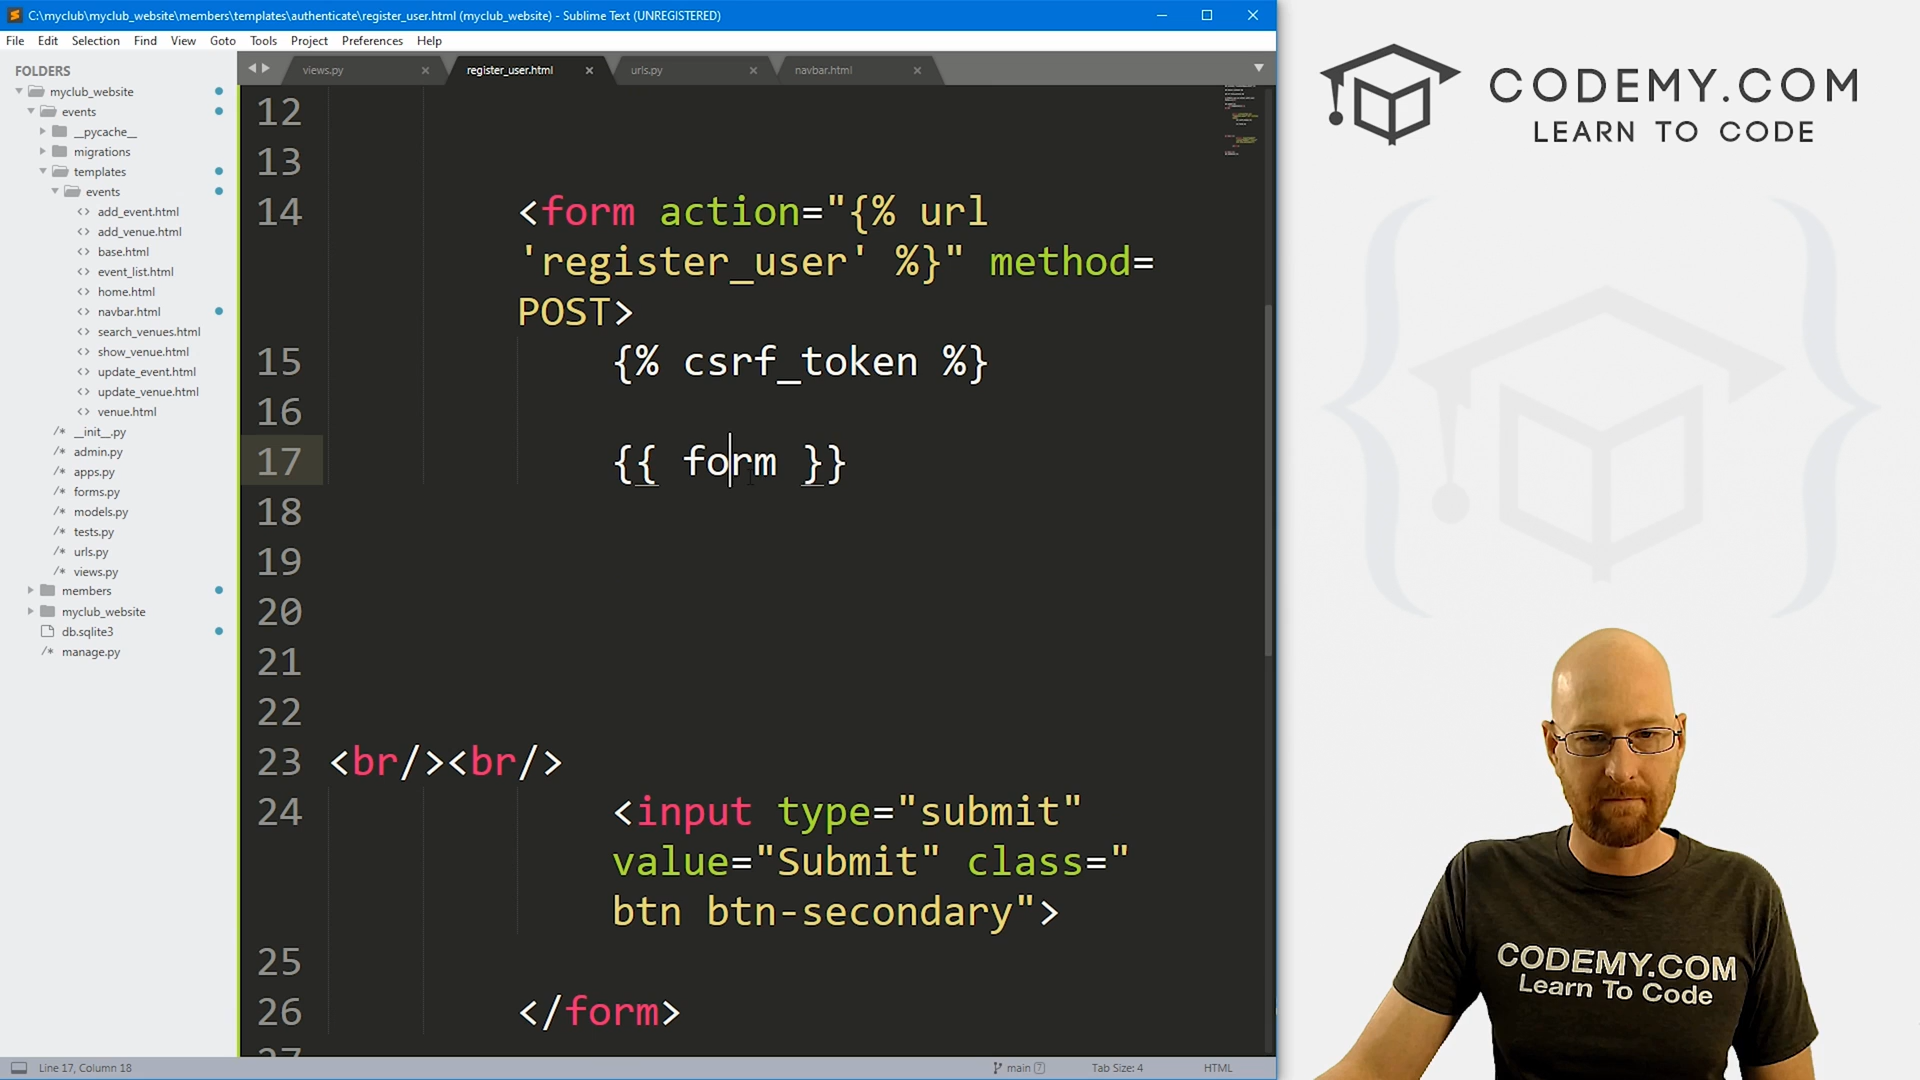 C:\myclub\myclub_website\members\templates\authenticate\register_user.html (myclub_website) - Sublime Text (UNREGISTERED)
File Edit Selection Find View Goto Tools Project Preferences Help
FOLDERS
myclub_website
events
__pycache__
migrations
templates
events
add_event.html
add_venue.html
base.html
event_list.html
home.html
navbar.html
search_venues.html
show_venue.html
update_event.html
update_venue.html
venue.html
__init__.py
admin.py
apps.py
forms.py
models.py
tests.py
urls.py
views.py
members
myclub_website
db.sqlite3
manage.py
views.py register_user.html urls.py navbar.html
12
13
14 <form action="{% url
'register_user' %}" method=
POST>
15 {% csrf_token %}
16
17 {{ form }}
18
19
20
21
22
23 <br/><br/>
24 <input type="submit"
value="Submit" class="
btn btn-secondary">
25
26 </form>
27
Line 17, Column 18 main 7 Tab Size: 4 HTML
CODEMY.COM
LEARN TO CODE
CODEMY.COM
Learn To Code